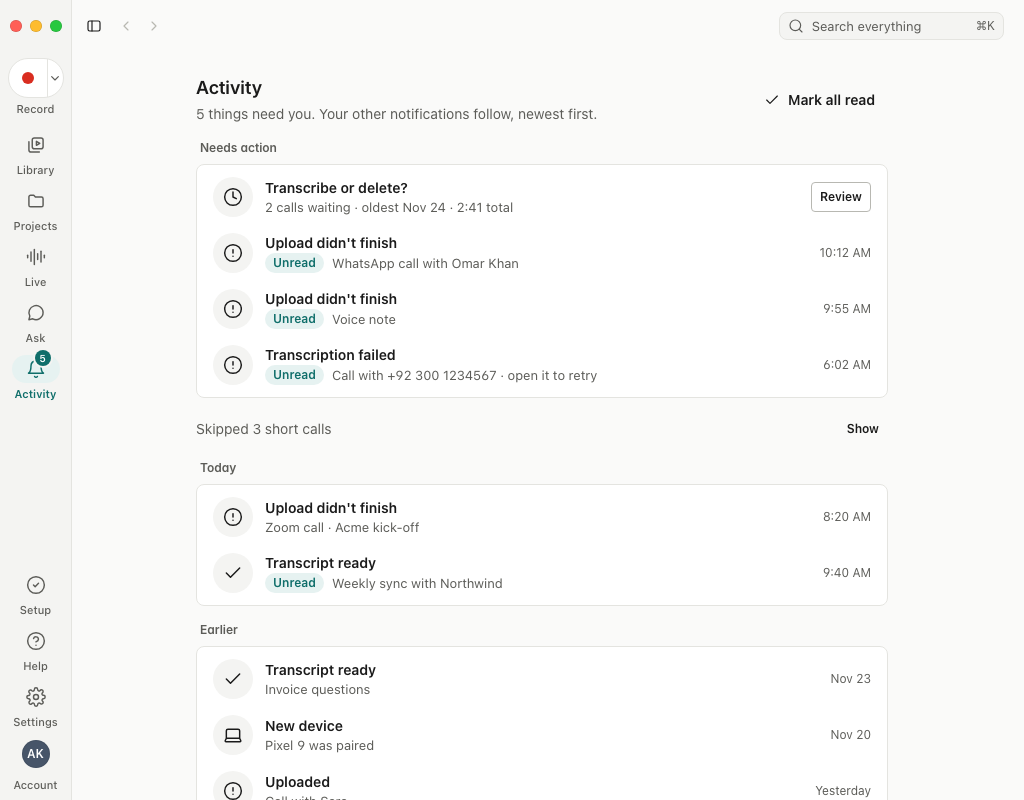 Search everything
⌘K
Record
Library
Projects
Live
Ask
5
Activity
Setup
Help
Settings
AK
Account
Activity
5 things need you. Your other notifications follow, newest first.
Mark all read
Needs action
Transcribe or delete?
2 calls waiting · oldest Nov 24 · 2:41 total
Review
Upload didn't finish
Unread WhatsApp call with Omar Khan
10:12 AM
Upload didn't finish
Unread Voice note
9:55 AM
Transcription failed
Unread Call with +92 300 1234567 · open it to retry
6:02 AM
Skipped 3 short calls
Show
Today
Upload didn't finish
Zoom call · Acme kick-off
8:20 AM
Transcript ready
Unread Weekly sync with Northwind
9:40 AM
Earlier
Transcript ready
Invoice questions
Nov 23
New device
Pixel 9 was paired
Nov 20
Uploaded
Call with Sara
Yesterday